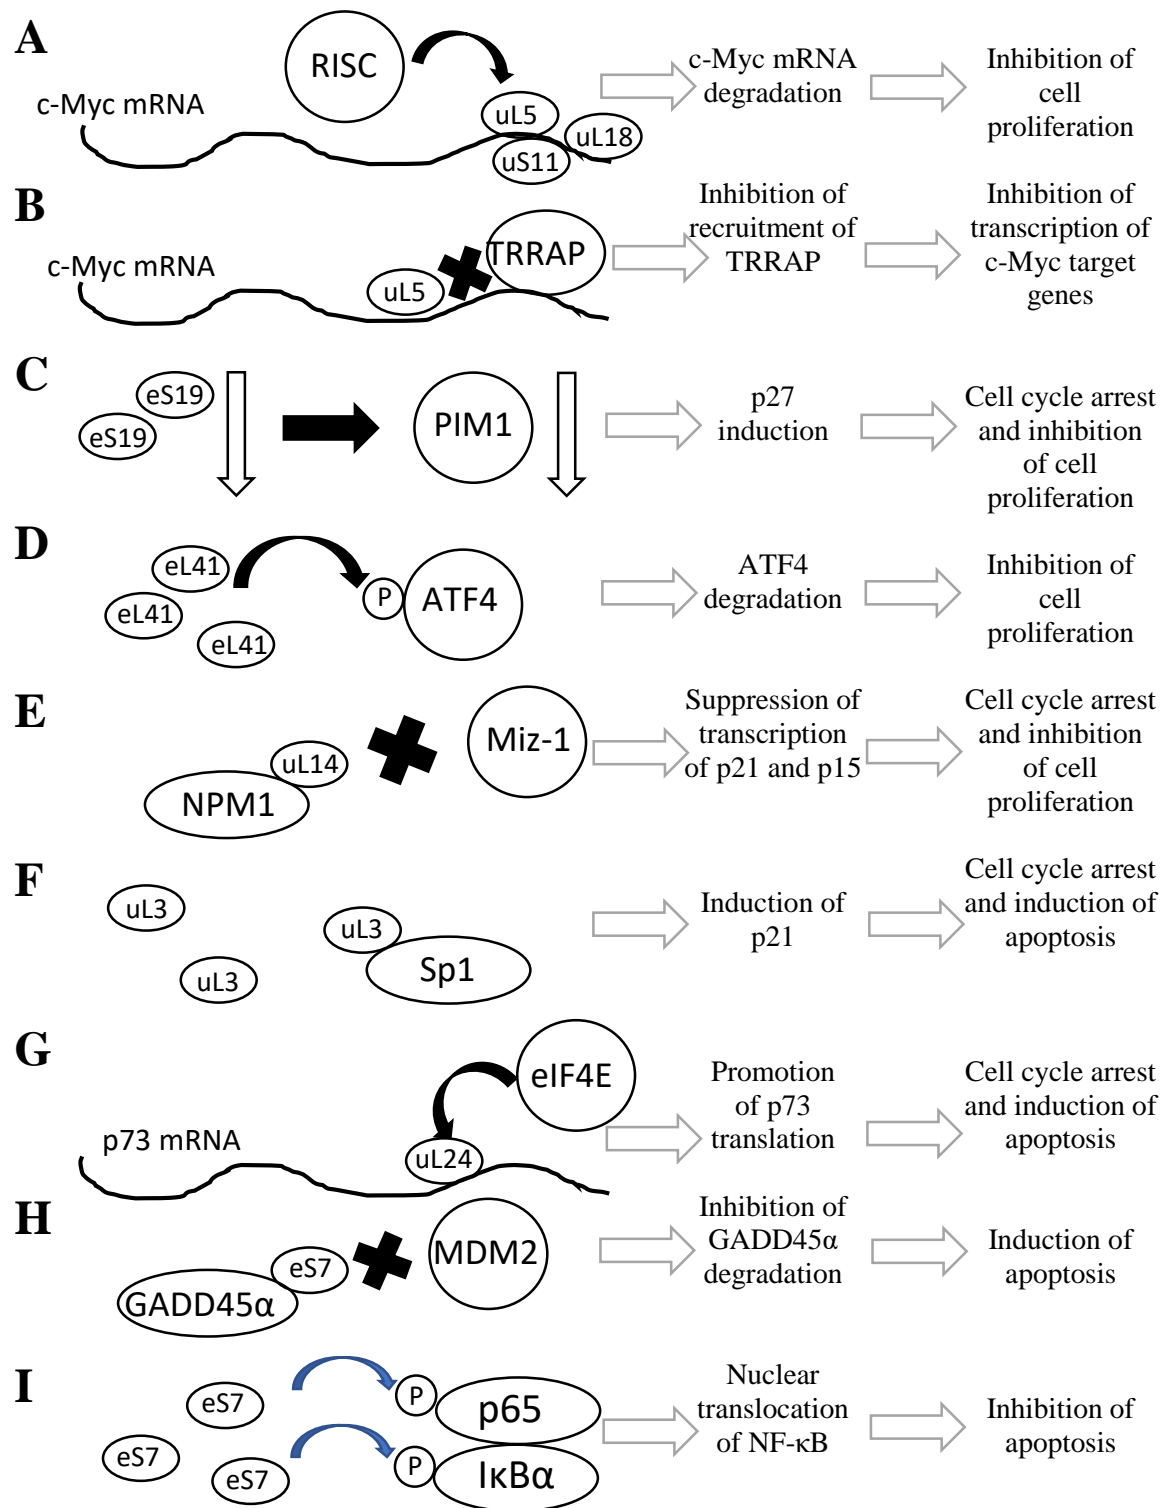 A
RISC
c-Myc mRNA
uL5
uL18
uS11
c-Myc mRNA
degradation
Inhibition of
cell
proliferation
B
c-Myc mRNA
uL5
TRRAP
Inhibition of
recruitment of
TRRAP
Inhibition of
transcription of
c-Myc target
genes
C
eS19
eS19
PIM1
p27
induction
Cell cycle arrest
and inhibition
of cell
proliferation
D
eL41
eL41
eL41
P
ATF4
ATF4
degradation
Inhibition of
cell
proliferation
E
uL14
NPM1
Miz-1
Suppression of
transcription
of p21 and p15
Cell cycle arrest
and inhibition
of cell
proliferation
F
uL3
uL3
uL3
Sp1
Induction of
p21
Cell cycle arrest
and induction of
apoptosis
G
eIF4E
p73 mRNA
uL24
Promotion
of p73
translation
Cell cycle arrest
and induction of
apoptosis
H
eS7
GADD45α
MDM2
Inhibition of
GADD45α
degradation
Induction of
apoptosis
I
eS7
eS7
eS7
P
p65
P
IκBα
Nuclear
translocation
of NF-κB
Inhibition of
apoptosis